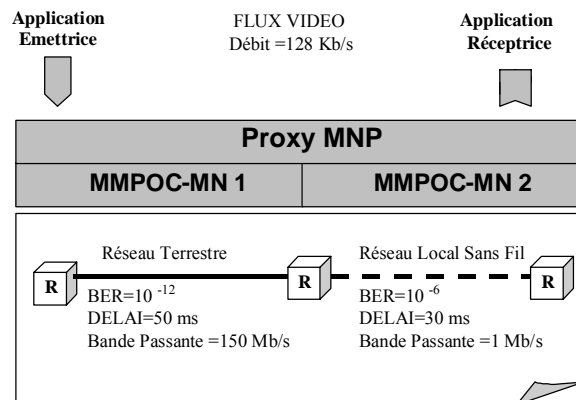 Application
Emettrice
FLUX VIDEO
Débit =128 Kb/s
Application
Réceptrice
Proxy MNP
MMPOC-MN 1
MMPOC-MN 2
Réseau Terrestre
Réseau Local Sans Fil
R
R
R
BER=10 -12
DELAI=50 ms
Bande Passante =150 Mb/s
BER=10 -6
DELAI=30 ms
Bande Passante =1 Mb/s